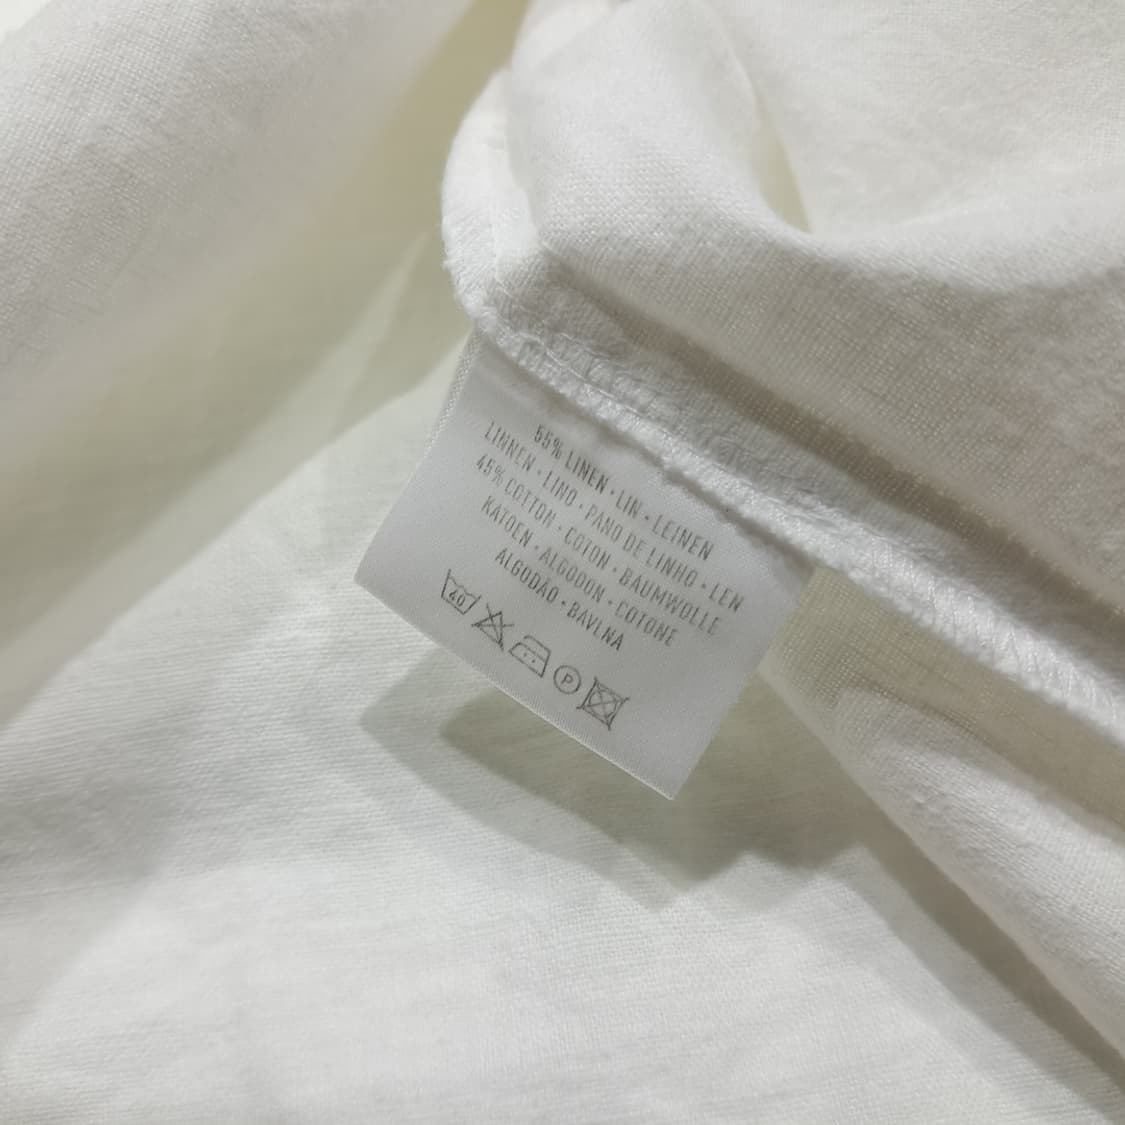 55% LINEN · LIN · LEINEN
LINNEN · LINO · PANO DE LINHO · LEN
45% COTTON · COTON · BAUMWOLLE
KATOEN · ALGODON · COTONE
ALGODÃO · BAVLNA
40 P